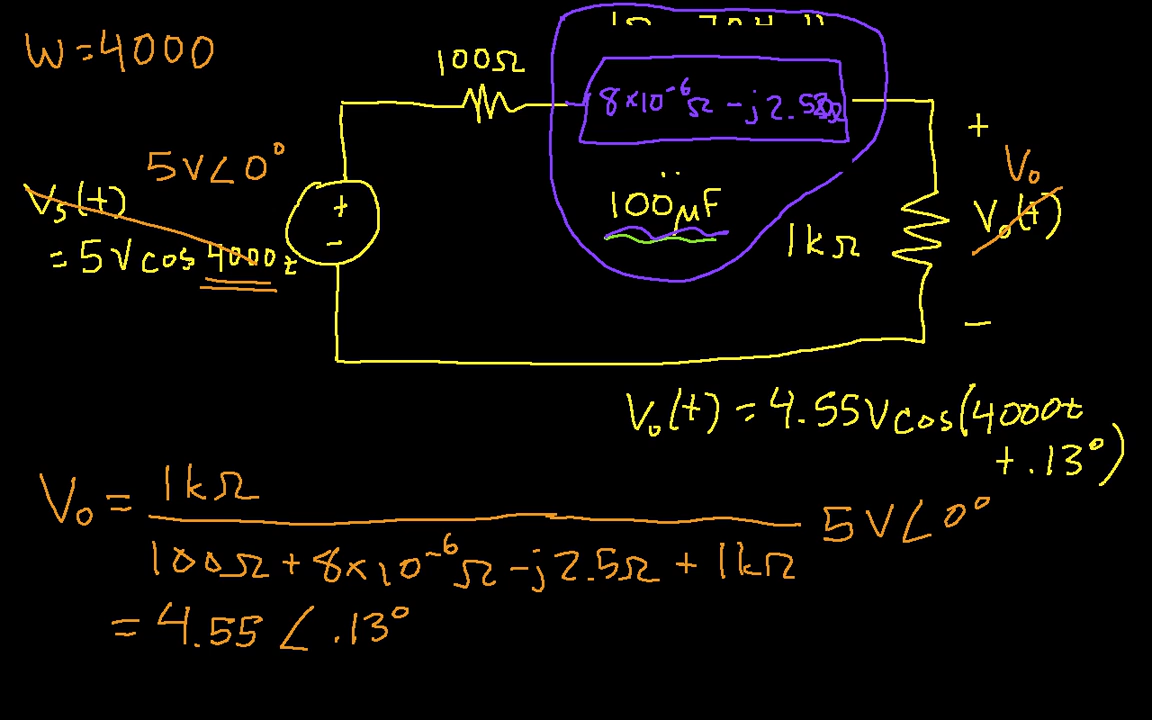 W = 4000
100Ω
8×10⁻⁶Ω - j2.5Ω
5V∠0°
Vs(t)
= 5V cos 4000t
+
-
100μF
1kΩ
+
Vo
Vo(t)
-
Vo(t) = 4.55V cos(4000t
+ .13°)
Vo = 1kΩ
100Ω + 8×10⁻⁶Ω - j2.5Ω + 1kΩ
5V∠0°
= 4.55 ∠ .13°